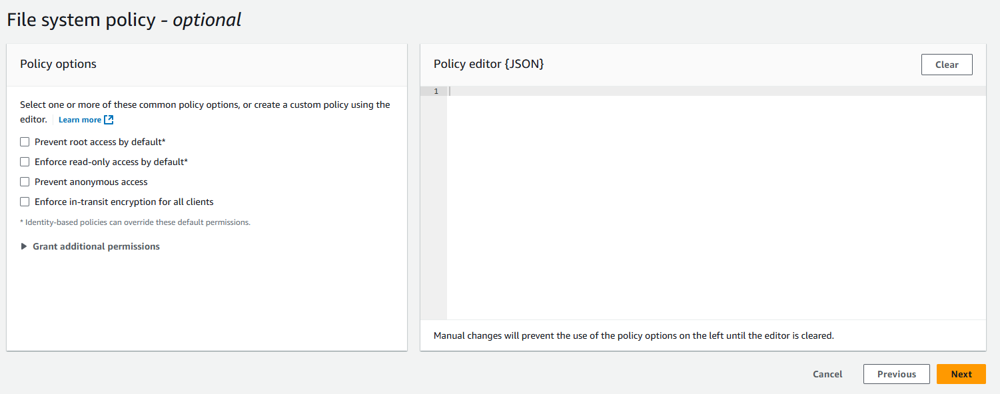 File system policy - optional
Policy options
Select one or more of these common policy options, or create a custom policy using the
editor. Learn more
Prevent root access by default*
Enforce read-only access by default*
Prevent anonymous access
Enforce in-transit encryption for all clients
* Identity-based policies can override these default permissions.
Grant additional permissions
Policy editor {JSON}
Clear
1
Manual changes will prevent the use of the policy options on the left until the editor is cleared.
Cancel
Previous
Next